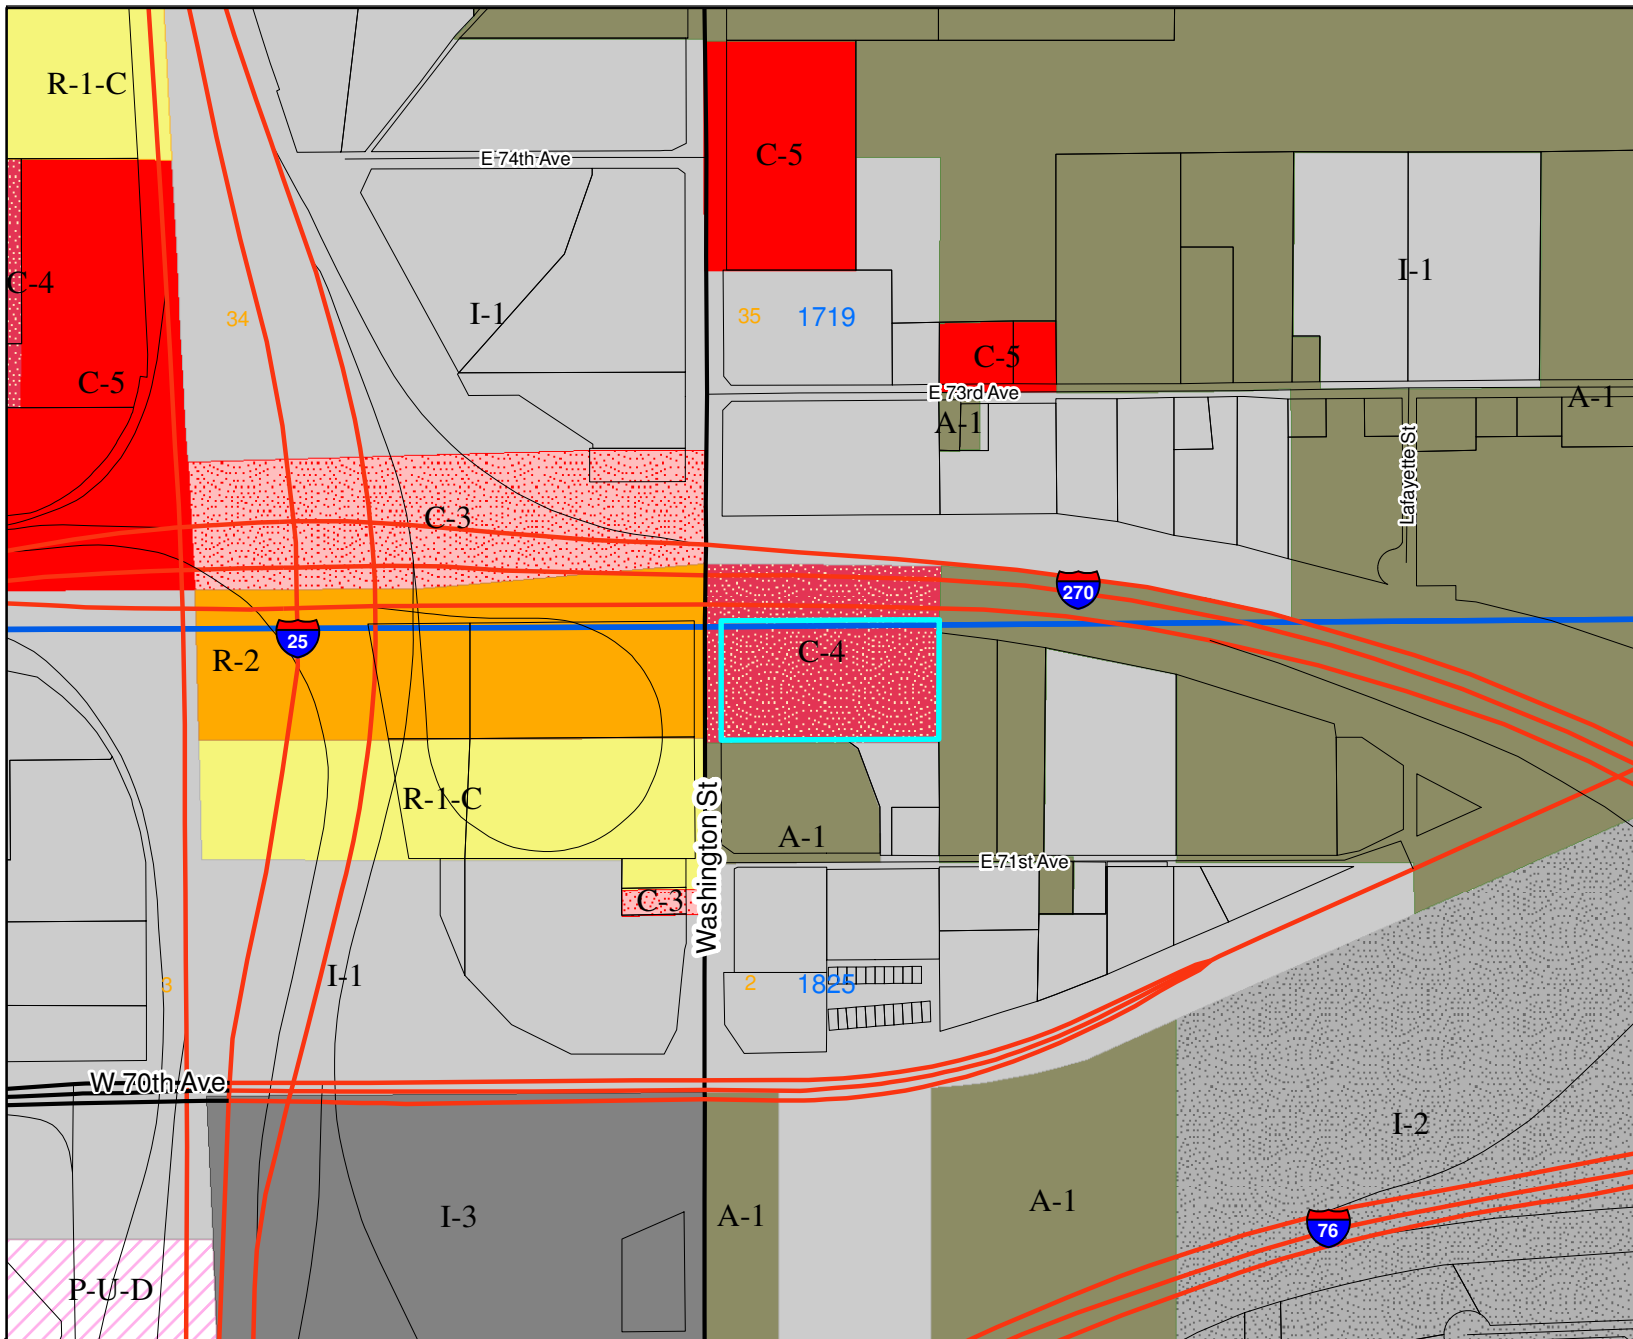 R-1-C
C-5
E 74th Ave
C-4
I-1
I-1
34
35
1719
C-5
C-5
E 73rd Ave
A-1
A-1
Lafayette St
C-3
270
25
R-2
C-4
R-1-C
Washington St
A-1
E 71st Ave
C-3
I-1
3
2
1825
W 70th Ave
I-2
I-3
A-1
A-1
76
P-U-D